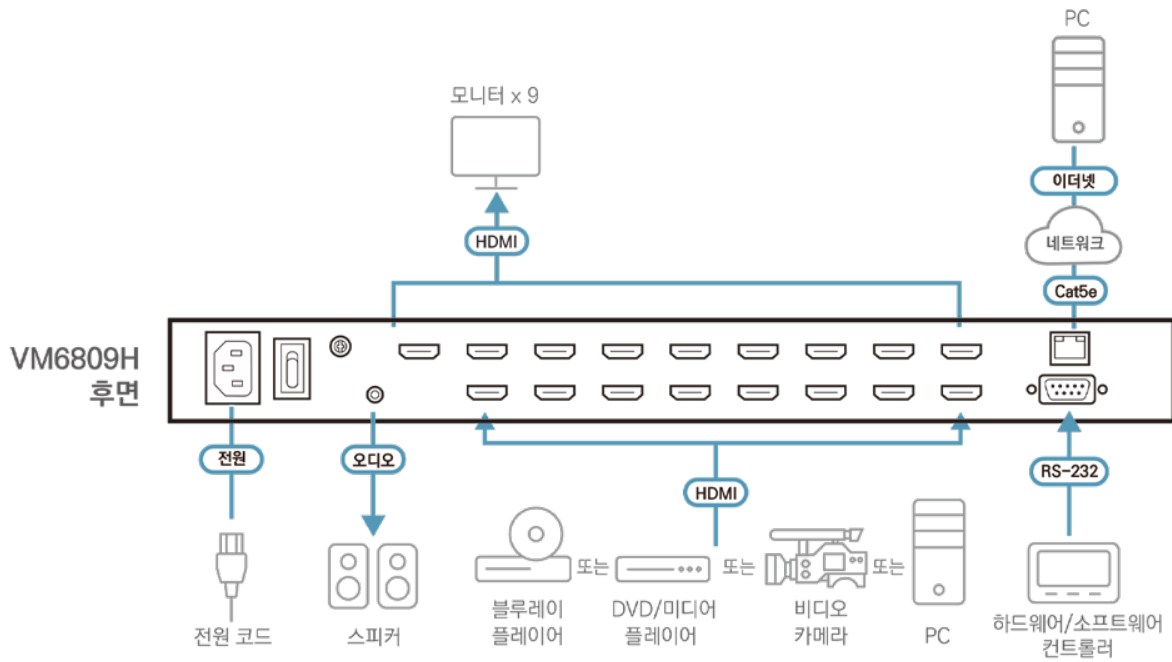 PC
모니터 x 9
이더넷
HDMI
네트워크
Cat5e
VM6809H
후면
전원
오디오
HDMI
RS-232
또는
또는
또는
전원 코드
스피커
블루레이
플레이어
DVD/미디어
플레이어
비디오
카메라
PC
하드웨어/소프트웨어
컨트롤러